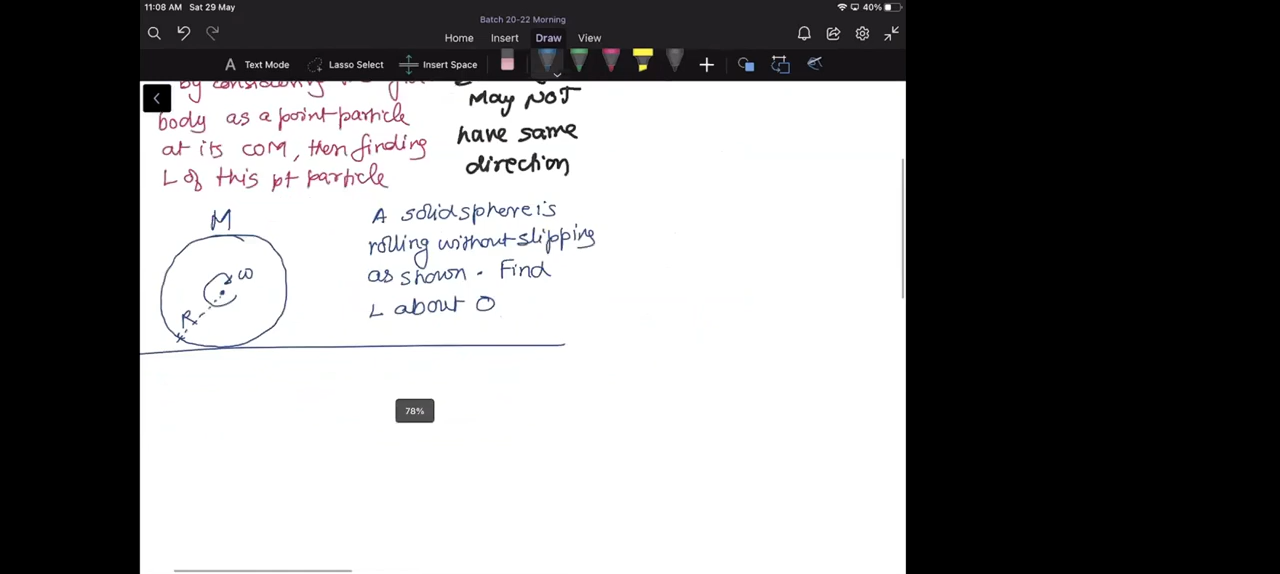 11:08 AM Sat 29 May
40%
Batch 20-22 Morning
Home Insert Draw View
A Text Mode Lasso Select Insert Space
by considering
body as a point particle
at its COM, then finding
L of this pt particle
May NOT
have same
direction
M
ω
R
A solid sphere is
rolling without slipping
as shown. Find
L about O
78%